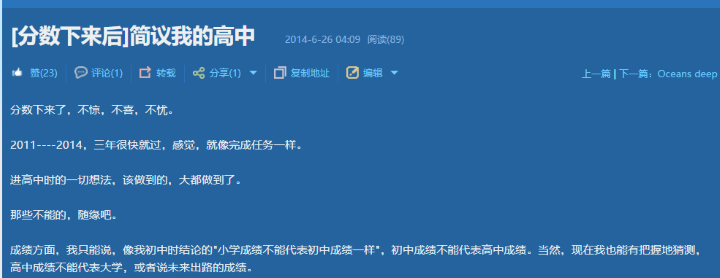 [分数下来后]简议我的高中 2014-6-26 04:09 阅读(89)
赞(23) 评论(1) 转载 分享(1) 复制地址 编辑 上一篇 | 下一篇：Oceans deep
分数下来了，不惊，不喜，不忧。
2011----2014，三年很快就过，感觉，就像完成任务一样。
进高中时的一切想法，该做到的，大都做到了。
那些不能的，随缘吧。
成绩方面，我只能说，像我初中时结论的"小学成绩不能代表初中成绩一样"，初中成绩不能代表高中成绩。当然，现在我也能有把握地猜测，
高中成绩不能代表大学，或者说未来出路的成绩。